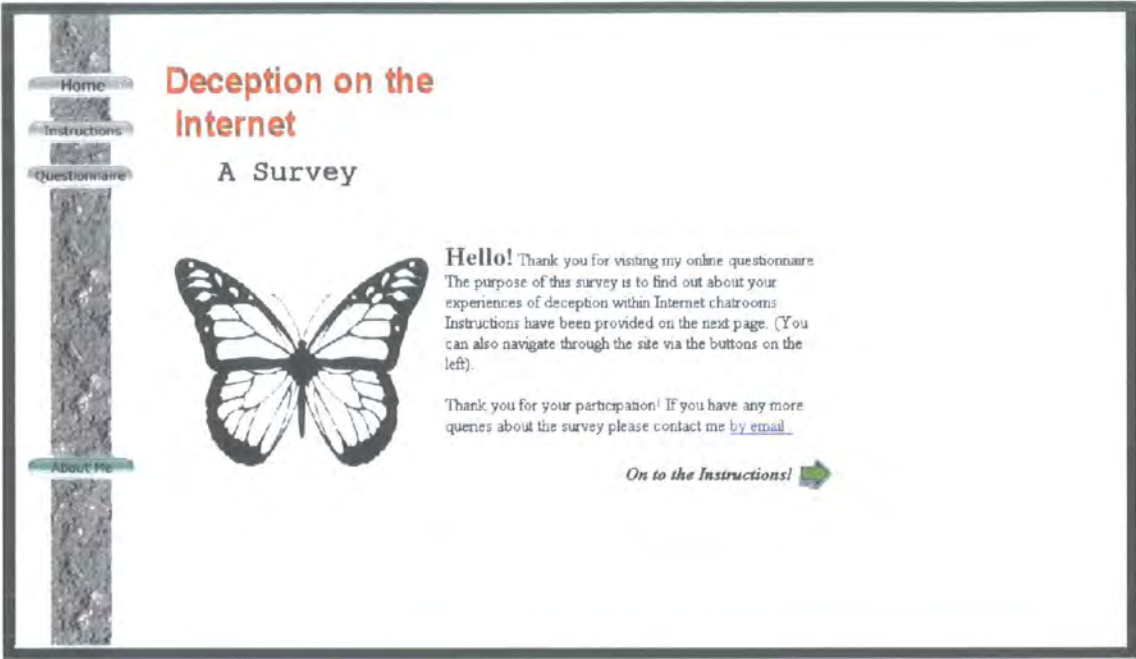 Home
Instructions
Questionnaire
About Me
Deception on the
Internet
A Survey
Hello! Thank you for visiting my online questionnaire
The purpose of this survey is to find out about your
experiences of deception within Internet chatrooms
Instructions have been provided on the next page. (You
can also navigate through the site via the buttons on the
left).
Thank you for your participation! If you have any more
queries about the survey please contact me by email.
On to the Instructions!